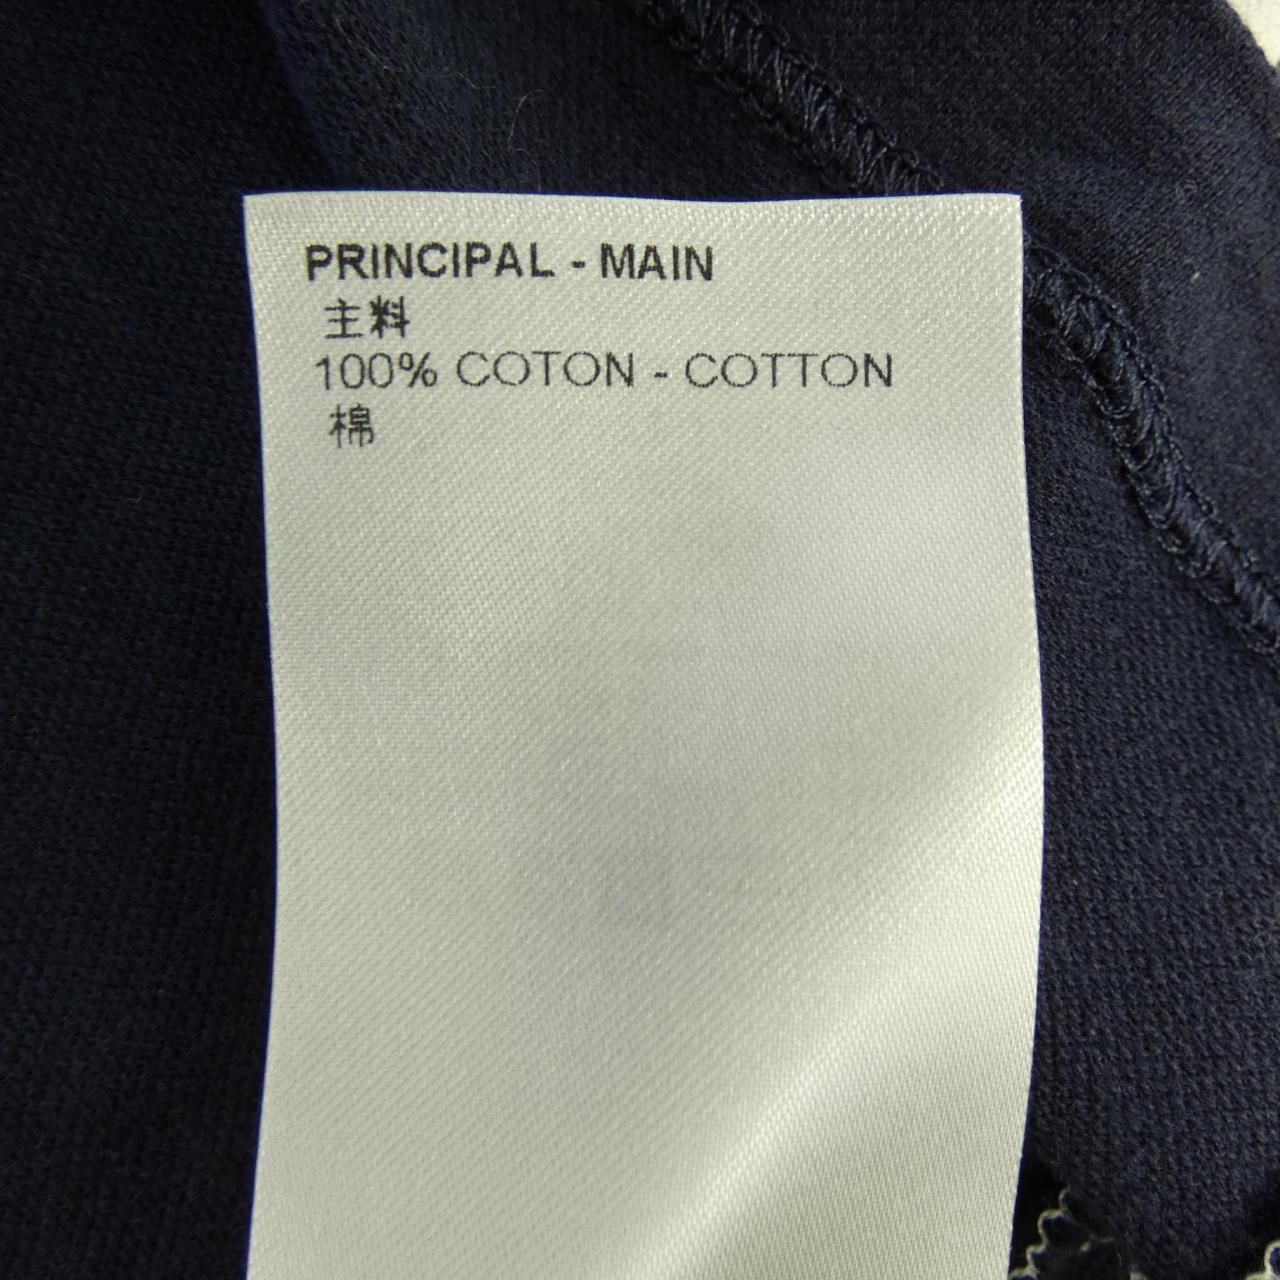 PRINCIPAL - MAIN
主料
100% COTON - COTTON
棉